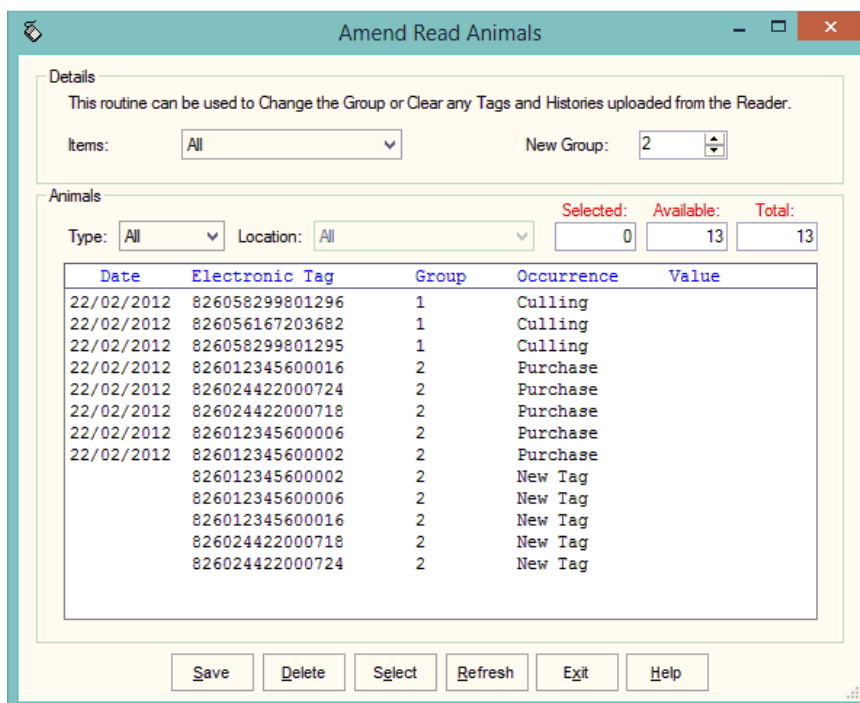 Amend Read Animals
Details
This routine can be used to Change the Group or Clear any Tags and Histories uploaded from the Reader.
Items: All New Group: 2
Animals
Selected: Available: Total:
Type: All Location: All 0 13 13
Date Electronic Tag Group Occurrence Value
22/02/2012 826058299801296 1 Culling
22/02/2012 826056167203682 1 Culling
22/02/2012 826058299801295 1 Culling
22/02/2012 826012345600016 2 Purchase
22/02/2012 826024422000724 2 Purchase
22/02/2012 826024422000718 2 Purchase
22/02/2012 826012345600006 2 Purchase
22/02/2012 826012345600002 2 Purchase
826012345600002 2 New Tag
826012345600006 2 New Tag
826012345600016 2 New Tag
826024422000718 2 New Tag
826024422000724 2 New Tag
Save Delete Select Refresh Exit Help